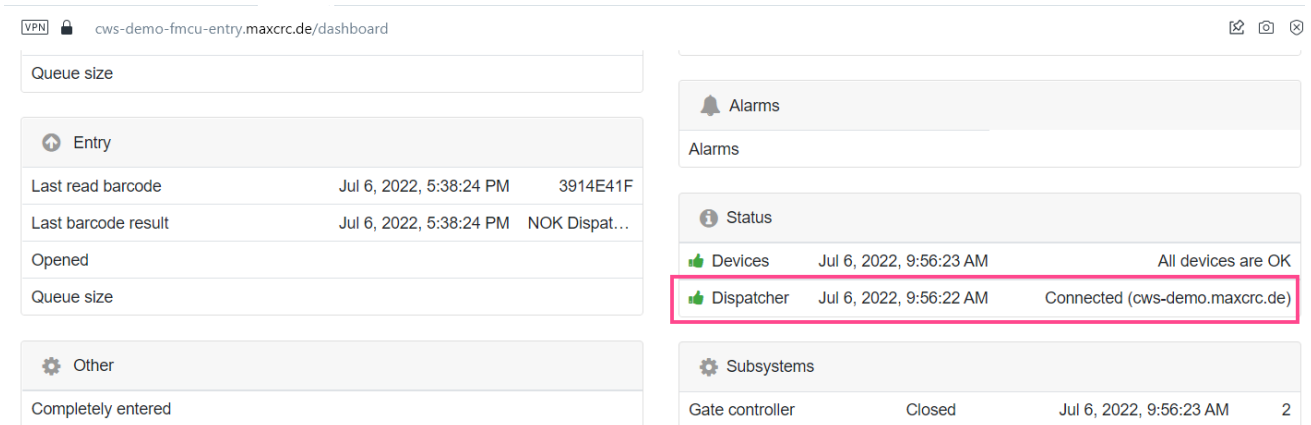 VPN cws-demo-fmcu-entry.maxcrc.de/dashboard
Queue size
Entry
Last read barcode Jul 6, 2022, 5:38:24 PM 3914E41F
Last barcode result Jul 6, 2022, 5:38:24 PM NOK Dispat…
Opened
Queue size
Other
Completely entered
Alarms
Alarms
Status
Devices Jul 6, 2022, 9:56:23 AM All devices are OK
Dispatcher Jul 6, 2022, 9:56:22 AM Connected (cws-demo.maxcrc.de)
Subsystems
Gate controller Closed Jul 6, 2022, 9:56:23 AM 2